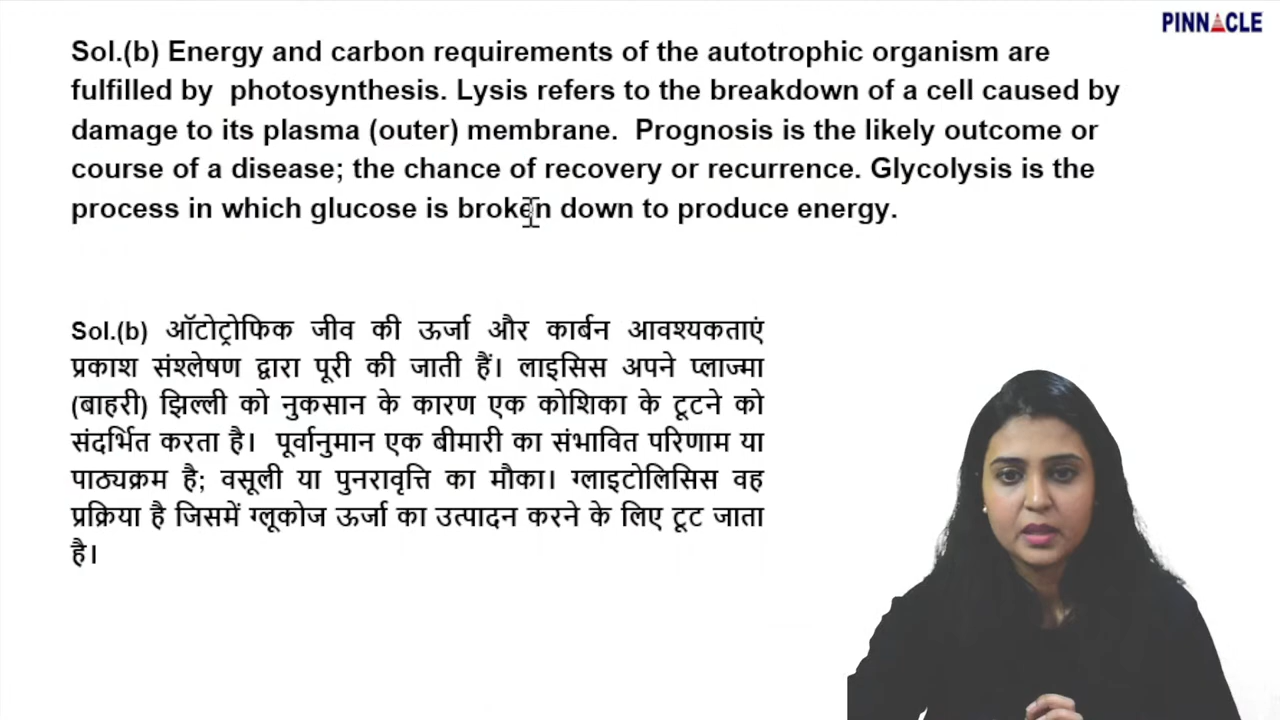 PINNACLE
Sol.(b) Energy and carbon requirements of the autotrophic organism are
fulfilled by photosynthesis. Lysis refers to the breakdown of a cell caused by
damage to its plasma (outer) membrane. Prognosis is the likely outcome or
course of a disease; the chance of recovery or recurrence. Glycolysis is the
process in which glucose is broken down to produce energy.
Sol.(b) ऑटोट्रोफिक जीव की ऊर्जा और कार्बन आवश्यकताएं
प्रकाश संश्लेषण द्वारा पूरी की जाती हैं। लाइसिस अपने प्लाज्मा
(बाहरी) झिल्ली को नुकसान के कारण एक कोशिका के टूटने को
संदर्भित करता है। पूर्वानुमान एक बीमारी का संभावित परिणाम या
पाठ्यक्रम है; वसूली या पुनरावृत्ति का मौका। ग्लाइटोलिसिस वह
प्रक्रिया है जिसमें ग्लूकोज ऊर्जा का उत्पादन करने के लिए टूट जाता
है।